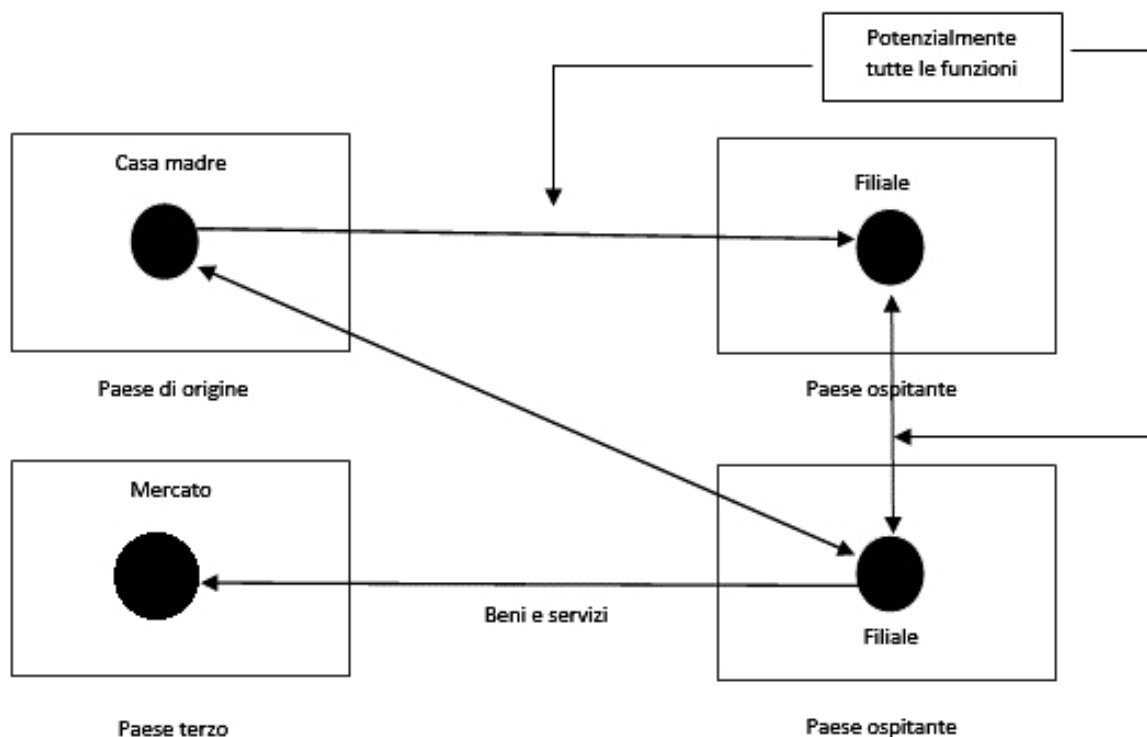 Potenzialmente
tutte le funzioni
Casa madre
Filiale
Paese di origine
Paese ospitante
Mercato
Beni e servizi
Filiale
Paese terzo
Paese ospitante